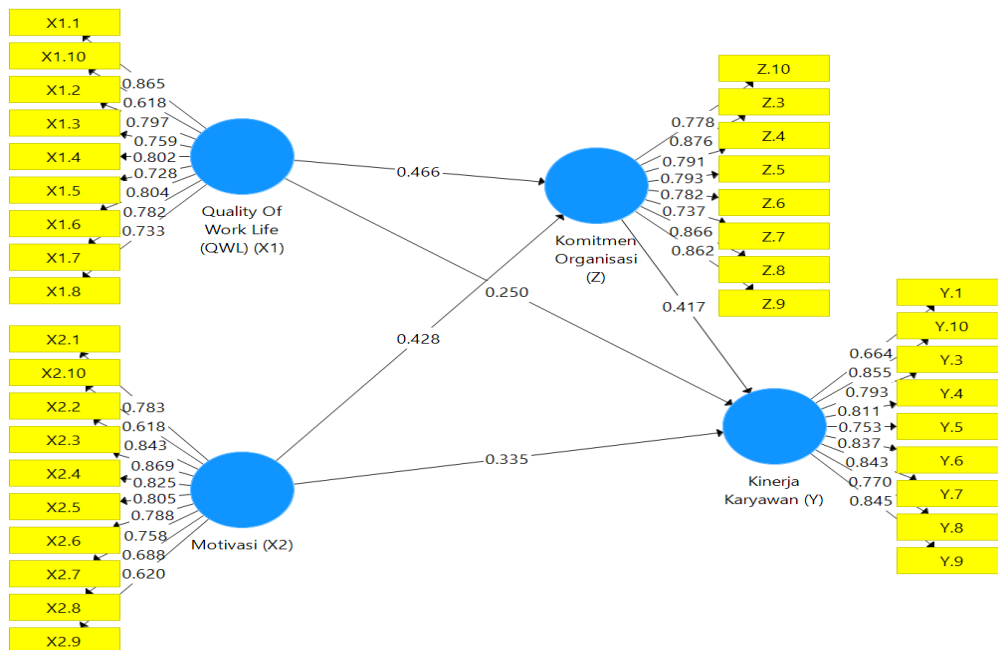 X1.1
X1.10
X1.2
X1.3
X1.4
X1.5
X1.6
X1.7
X1.8
0.865
0.618
0.797
0.759
0.802
0.728
0.804
0.782
0.733
Quality Of
Work Life
(QWL) (X1)
X2.1
X2.10
X2.2
X2.3
X2.4
X2.5
X2.6
X2.7
X2.8
X2.9
0.783
0.618
0.843
0.869
0.825
0.805
0.788
0.758
0.688
0.620
Motivasi (X2)
0.466
0.250
0.428
0.335
0.417
Komitmen
Organisasi
(Z)
0.778
0.876
0.791
0.793
0.782
0.737
0.866
0.862
Z.10
Z.3
Z.4
Z.5
Z.6
Z.7
Z.8
Z.9
Kinerja
Karyawan (Y)
0.664
0.855
0.793
0.811
0.753
0.837
0.843
0.770
0.845
Y.1
Y.10
Y.3
Y.4
Y.5
Y.6
Y.7
Y.8
Y.9